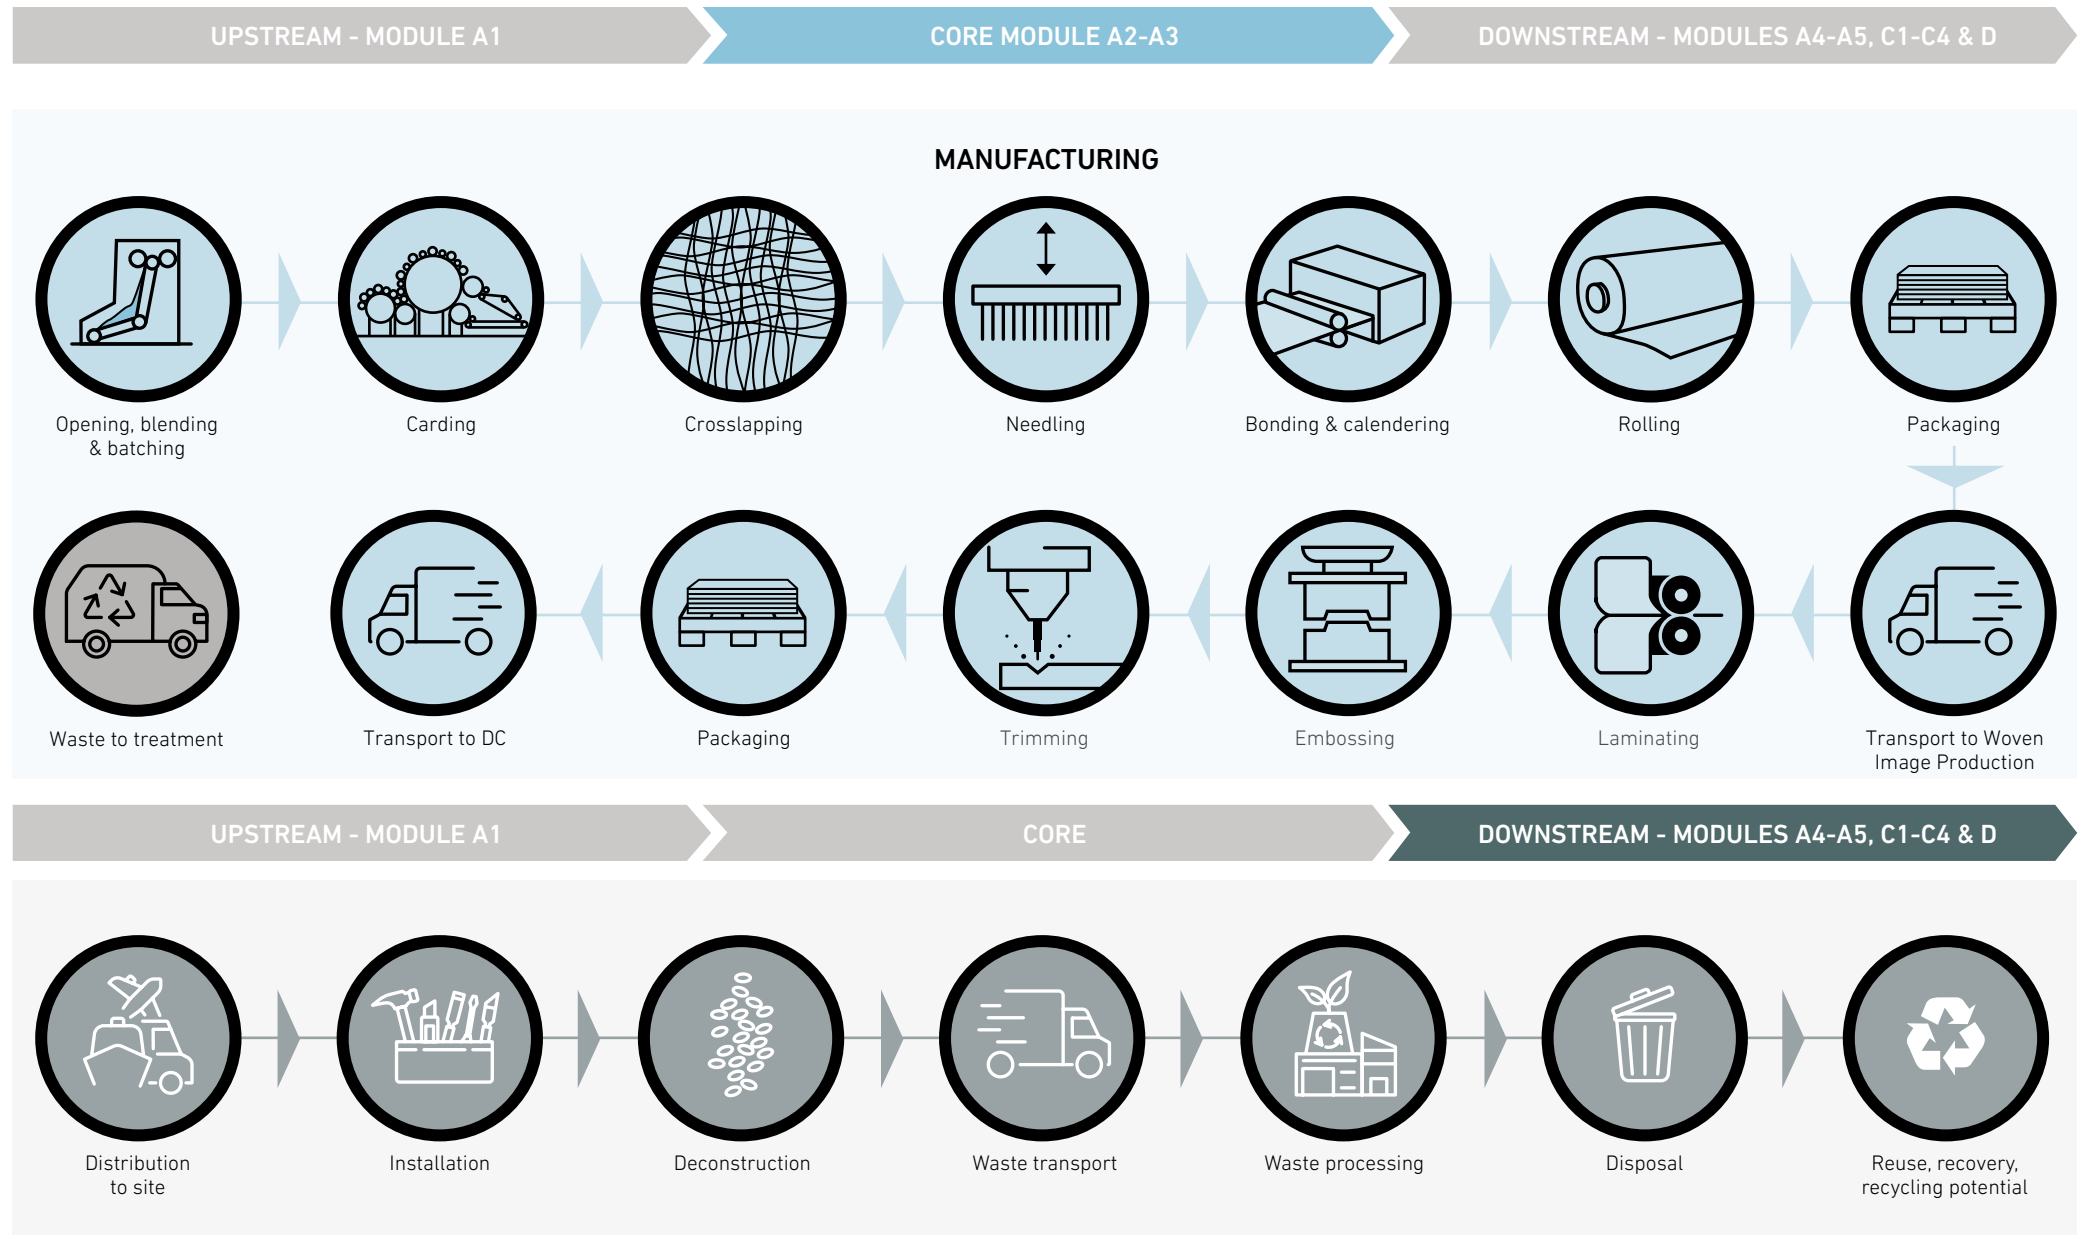 UPSTREAM - MODULE A1
CORE MODULE A2-A3
DOWNSTREAM - MODULES A4-A5, C1-C4 & D
MANUFACTURING
Opening, blending
& batching
Carding
Crosslapping
Needling
Bonding & calendering
Rolling
Packaging
Waste to treatment
Transport to DC
Packaging
Trimming
Embossing
Laminating
Transport to Woven
Image Production
UPSTREAM - MODULE A1
CORE
DOWNSTREAM - MODULES A4-A5, C1-C4 & D
Distribution
to site
Installation
Deconstruction
Waste transport
Waste processing
Disposal
Reuse, recovery,
recycling potential